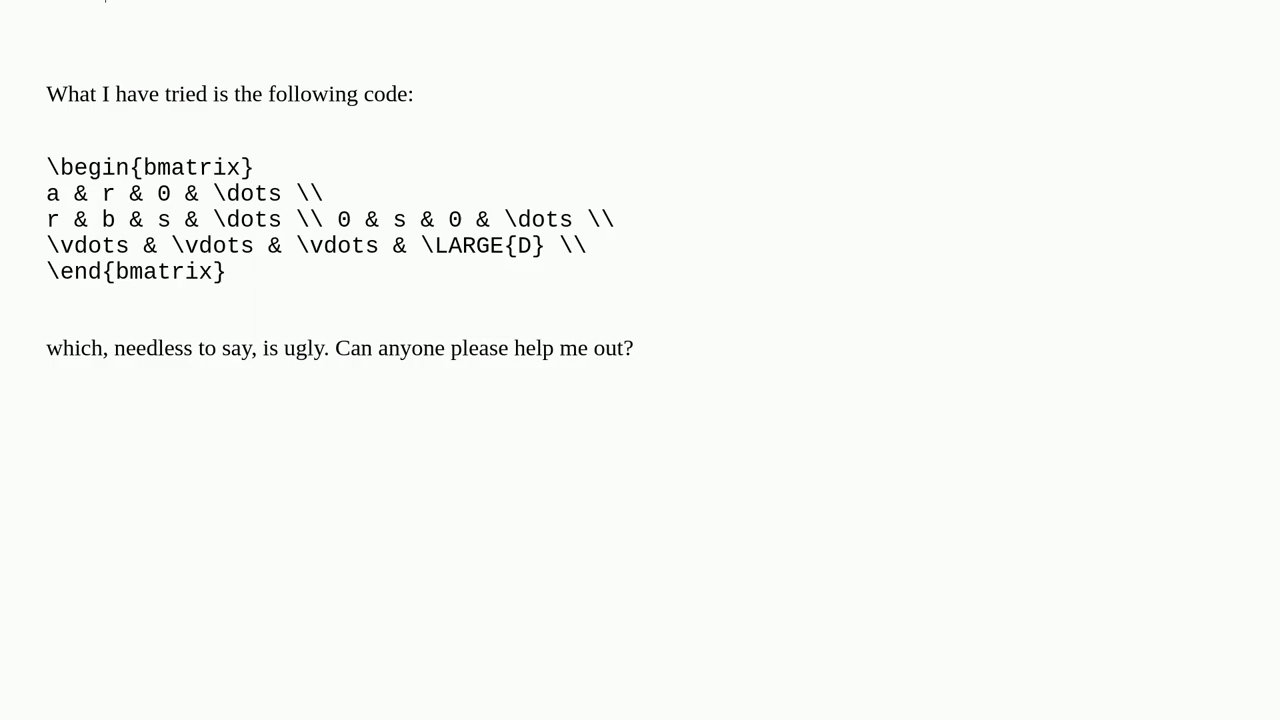 What I have tried is the following code:
\begin{bmatrix}
a & r & 0 & \dots \\
r & b & s & \dots \\ 0 & s & 0 & \dots \\
\vdots & \vdots & \vdots & \LARGE{D} \\
\end{bmatrix}
which, needless to say, is ugly. Can anyone please help me out?